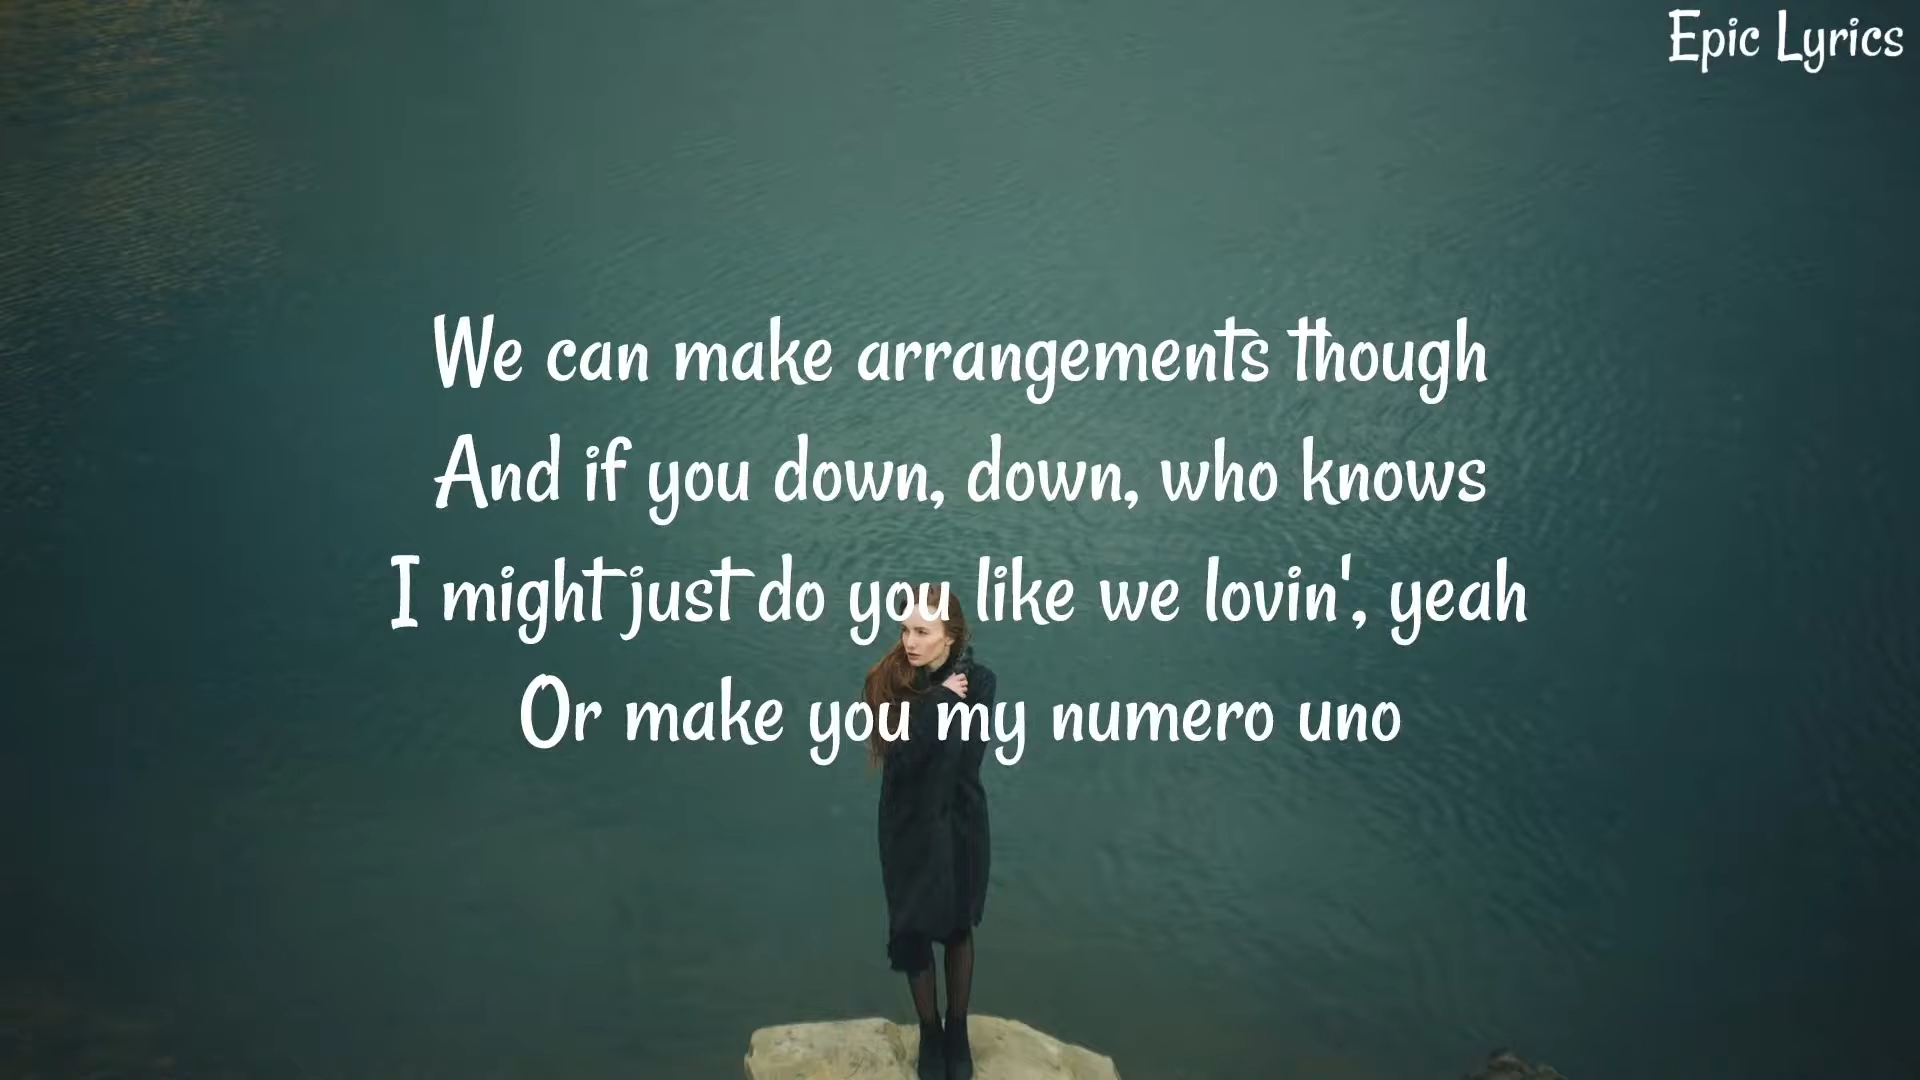 Epic Lyrics
We can make arrangements though
And if you down, down, who knows
I might just do you like we lovin', yeah
Or make you my numero uno